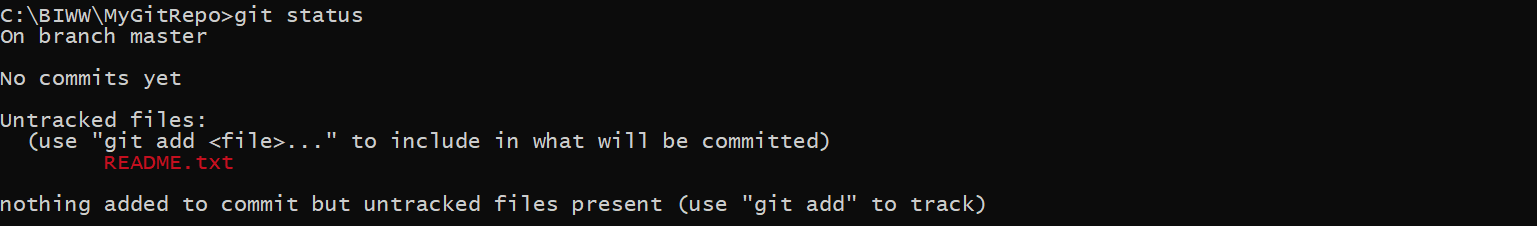 C:\BIWW\MyGitRepo>git status
On branch master
No commits yet
Untracked files:
(use "git add <file>..." to include in what will be committed)
README.txt
nothing added to commit but untracked files present (use "git add" to track)